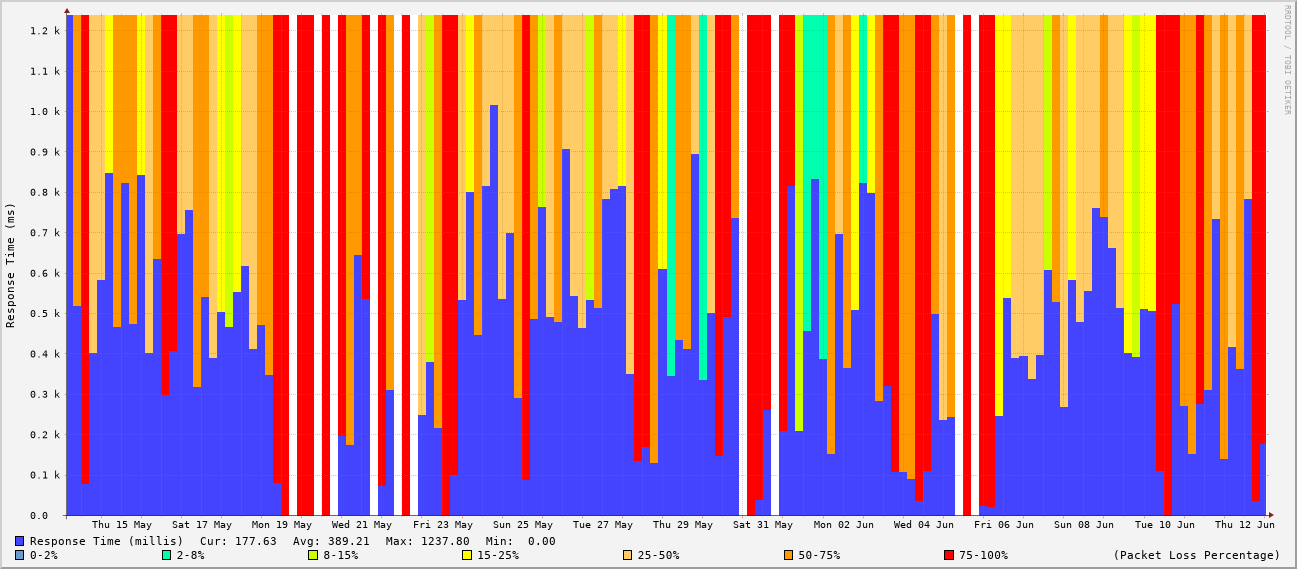 RRDTOOL / TOBI OETIKER
Response Time (ms)
1.2 k
1.1 k
1.0 k
0.9 k
0.8 k
0.7 k
0.6 k
0.5 k
0.4 k
0.3 k
0.2 k
0.1 k
0.0
Thu 15 May Sat 17 May Mon 19 May Wed 21 May Fri 23 May Sun 25 May Tue 27 May Thu 29 May Sat 31 May Mon 02 Jun Wed 04 Jun Fri 06 Jun Sun 08 Jun Tue 10 Jun Thu 12 Jun
Response Time (millis) Cur: 177.63 Avg: 389.21 Max: 1237.80 Min: 0.00
0-2% 2-8% 8-15% 15-25% 25-50% 50-75% 75-100% (Packet Loss Percentage)